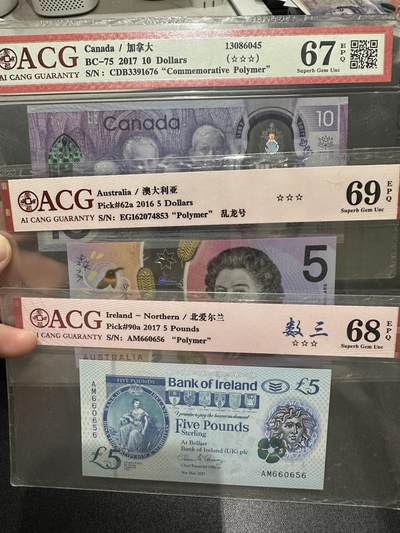 ACG
AI CANG GUARANTY
Canada / 加拿大 13086045
BC-75 2017 10 Dollars (☆☆☆)
S/N: CDB3391676 “Commemorative Polymer”
67 EPQ
Superb Gem Unc
Canada
10
ACG
AI CANG GUARANTY
Australia / 澳大利亚
Pick#62a 2016 5 Dollars ☆☆☆
S/N: EG162074853 “Polymer” 乱龙号
69 EPQ
Superb Gem Unc
5
ACG
AI CANG GUARANTY
Ireland - Northern / 北爱尔兰
Pick#90a 2017 5 Pounds
S/N: AM660656 “Polymer”
数三
☆☆☆
68 EPQ
Superb Gem Unc
AUSTRALIA
AM660656
FIVE POUNDS
Bank of Ireland
£5
Five Pounds
Sterling
At Belfast
Bank of Ireland (UK) plc
£5
AM660656